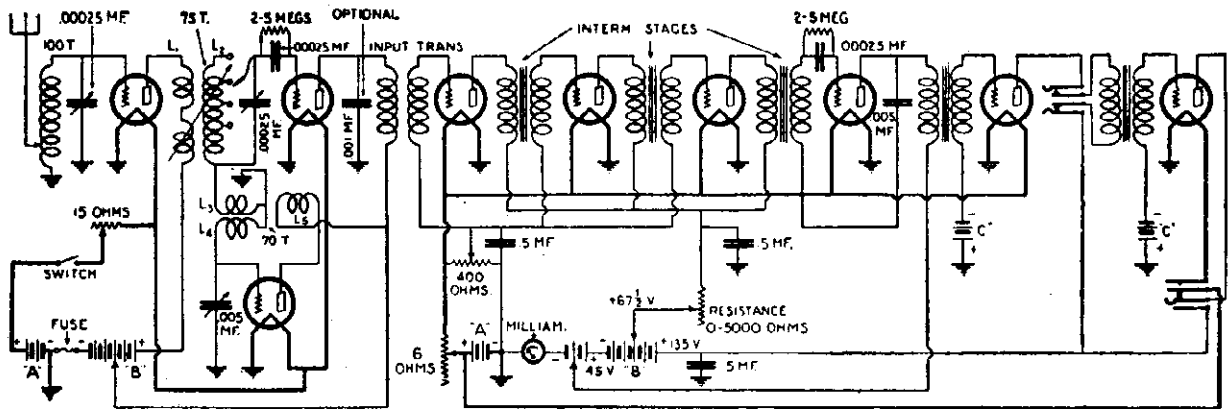 .00025 MF.
100 T
L₁
75 T.
L₂
2-5 MEGS
.00025 MF
OPTIONAL
INPUT TRANS
INTERM STAGES
2-5 MEG
.00025 MF
.00025 MF.
.001 MF.
.005
MF.
L₃
L₄
L₅
70 T
15 OHMS
SWITCH
FUSE
.005
MF.
+ - - +
"A" "B"
.5 MF.
400
OHMS.
.5 MF.
+67½ V
RESISTANCE
0-5000 OHMS
"A"
MILLIAM.
6
OHMS
45 V "B"
+135 V
.5 MF.
-
"C"
+
-
"C"
+